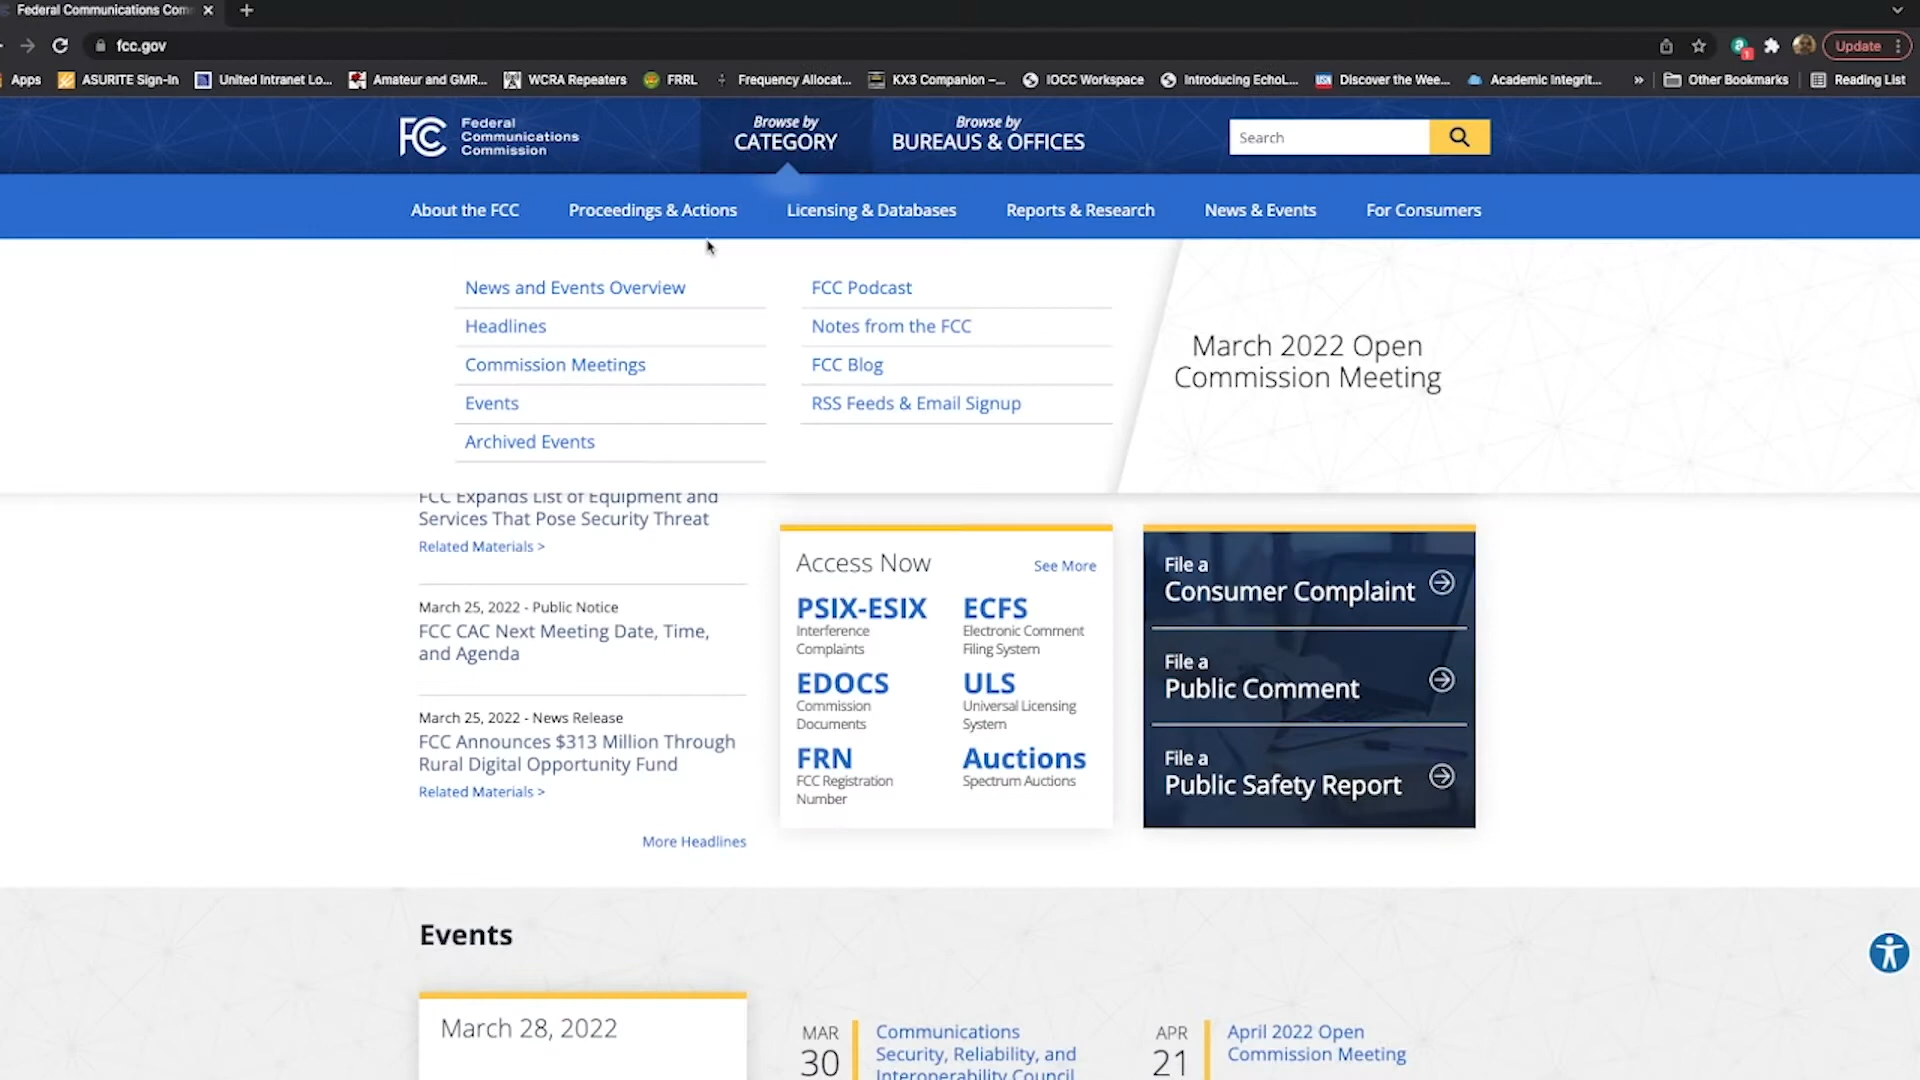 Federal Communications Com
fcc.gov
Update
Apps
ASURITE Sign-In
United Intranet Lo...
Amateur and GMR...
WCRA Repeaters
FRRL
Frequency Allocat...
KX3 Companion –...
IOCC Workspace
Introducing EchoL...
Discover the Wee...
Academic Integrit...
»
Other Bookmarks
Reading List
FCC
Federal
Communications
Commission
Browse by
CATEGORY
Browse by
BUREAUS & OFFICES
Search
About the FCC
Proceedings & Actions
Licensing & Databases
Reports & Research
News & Events
For Consumers
News and Events Overview
Headlines
Commission Meetings
Events
Archived Events
FCC Podcast
Notes from the FCC
FCC Blog
RSS Feeds & Email Signup
March 2022 Open
Commission Meeting
FCC Expands List of Equipment and
Services That Pose Security Threat
Related Materials >
March 25, 2022 - Public Notice
FCC CAC Next Meeting Date, Time,
and Agenda
March 25, 2022 - News Release
FCC Announces $313 Million Through
Rural Digital Opportunity Fund
Related Materials >
More Headlines
Access Now
See More
PSIX-ESIX
Interference
Complaints
ECFS
Electronic Comment
Filing System
EDOCS
Commission
Documents
ULS
Universal Licensing
System
FRN
FCC Registration
Number
Auctions
Spectrum Auctions
File a
Consumer Complaint
File a
Public Comment
File a
Public Safety Report
Events
March 28, 2022
MAR
30
Communications
Security, Reliability, and
Interoperability Council
APR
21
April 2022 Open
Commission Meeting